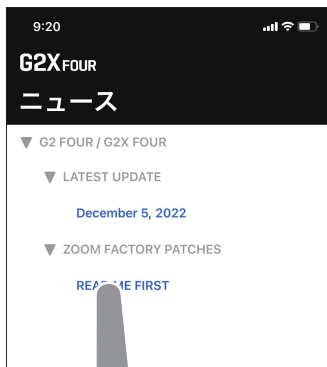 9:20
G2X FOUR
ニュース
▼ G2 FOUR / G2X FOUR
▼ LATEST UPDATE
December 5, 2022
▼ ZOOM FACTORY PATCHES
READ ME FIRST